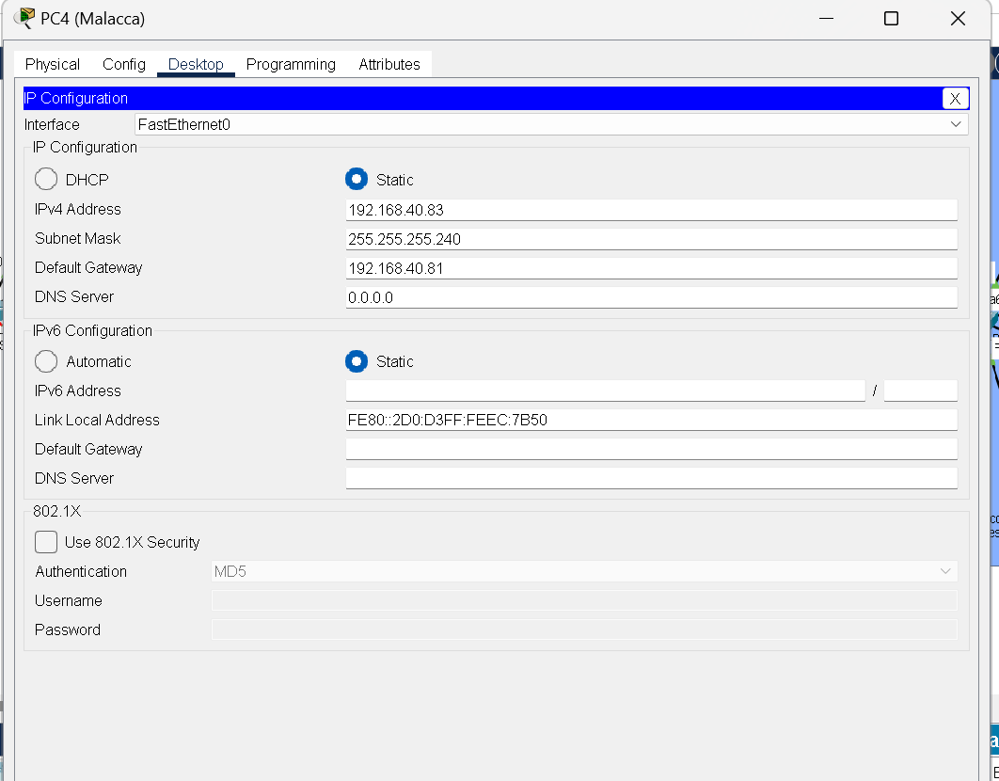 PC4 (Malacca)
Physical Config Desktop Programming Attributes
IP Configuration X
Interface FastEthernet0
IP Configuration
DHCP Static
IPv4 Address 192.168.40.83
Subnet Mask 255.255.255.240
Default Gateway 192.168.40.81
DNS Server 0.0.0.0
IPv6 Configuration
Automatic Static
IPv6 Address /
Link Local Address FE80::2D0:D3FF:FEEC:7B50
Default Gateway
DNS Server
802.1X
Use 802.1X Security
Authentication MD5
Username
Password